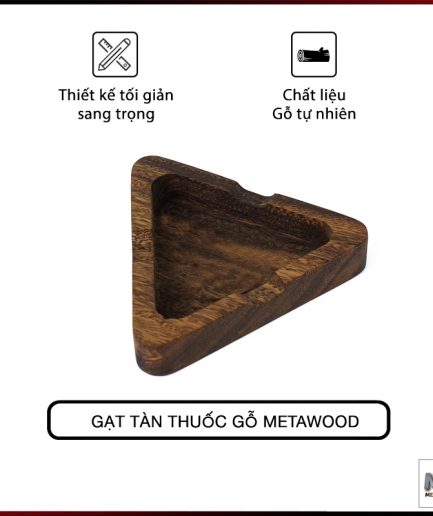 Thiết kế tối giản
sang trọng
Chất liệu
Gỗ tự nhiên
GẠT TÀN THUỐC GỖ METAWOOD